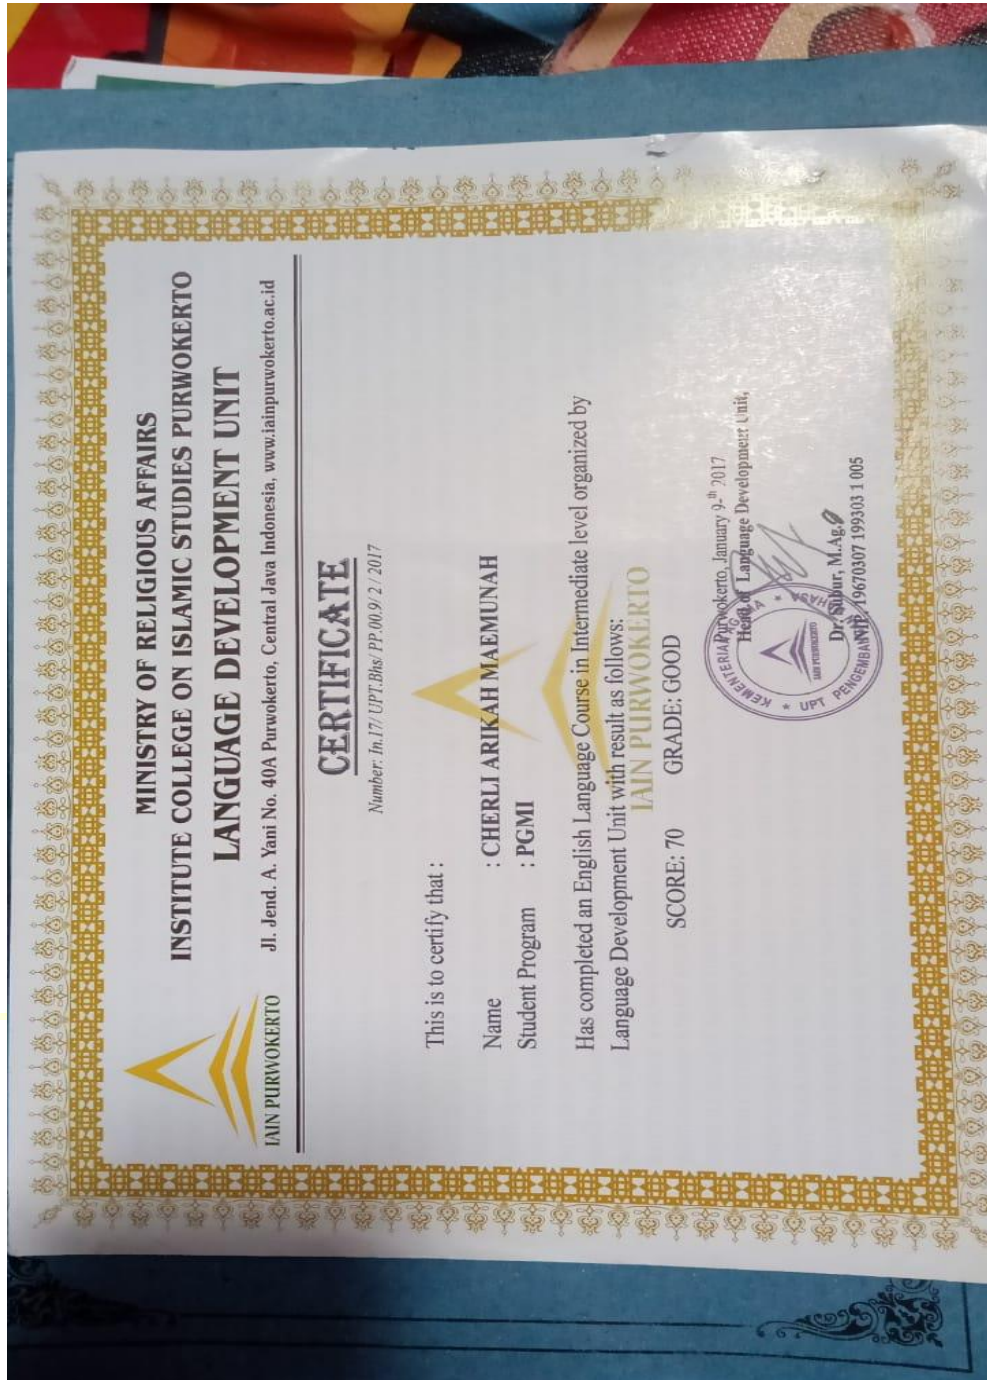 MINISTRY OF RELIGIOUS AFFAIRS
INSTITUTE COLLEGE ON ISLAMIC STUDIES PURWOKERTO
LANGUAGE DEVELOPMENT UNIT
IAIN PURWOKERTO
Jl. Jend. A. Yani No. 40A Purwokerto, Central Java Indonesia, www.iainpurwokerto.ac.id
CERTIFICATE
Number: In.17/ UPT.Bhs/ PP.00.9/ 2 / 2017
This is to certify that :
Name : CHERLI ARIKAH MAEMUNAH
Student Program : PGMI
Has completed an English Language Course in Intermediate level organized by
Language Development Unit with result as follows:
IAIN PURWOKERTO
SCORE: 70 GRADE: GOOD
Purwokerto, January 9-th 2017
Head of Language Development Unit,
KEMENTERIAN AGAMA
IAIN PURWOKERTO
UPT PENGEMBANGAN BAHASA
Dr. Subur, M.Ag.
NIP. 19670307 199303 1 005